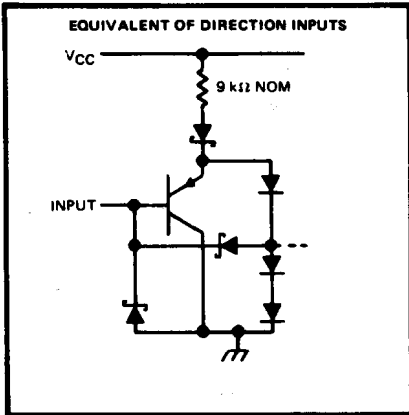 EQUIVALENT OF DIRECTION INPUTS
VCC
9 kΩ NOM
INPUT